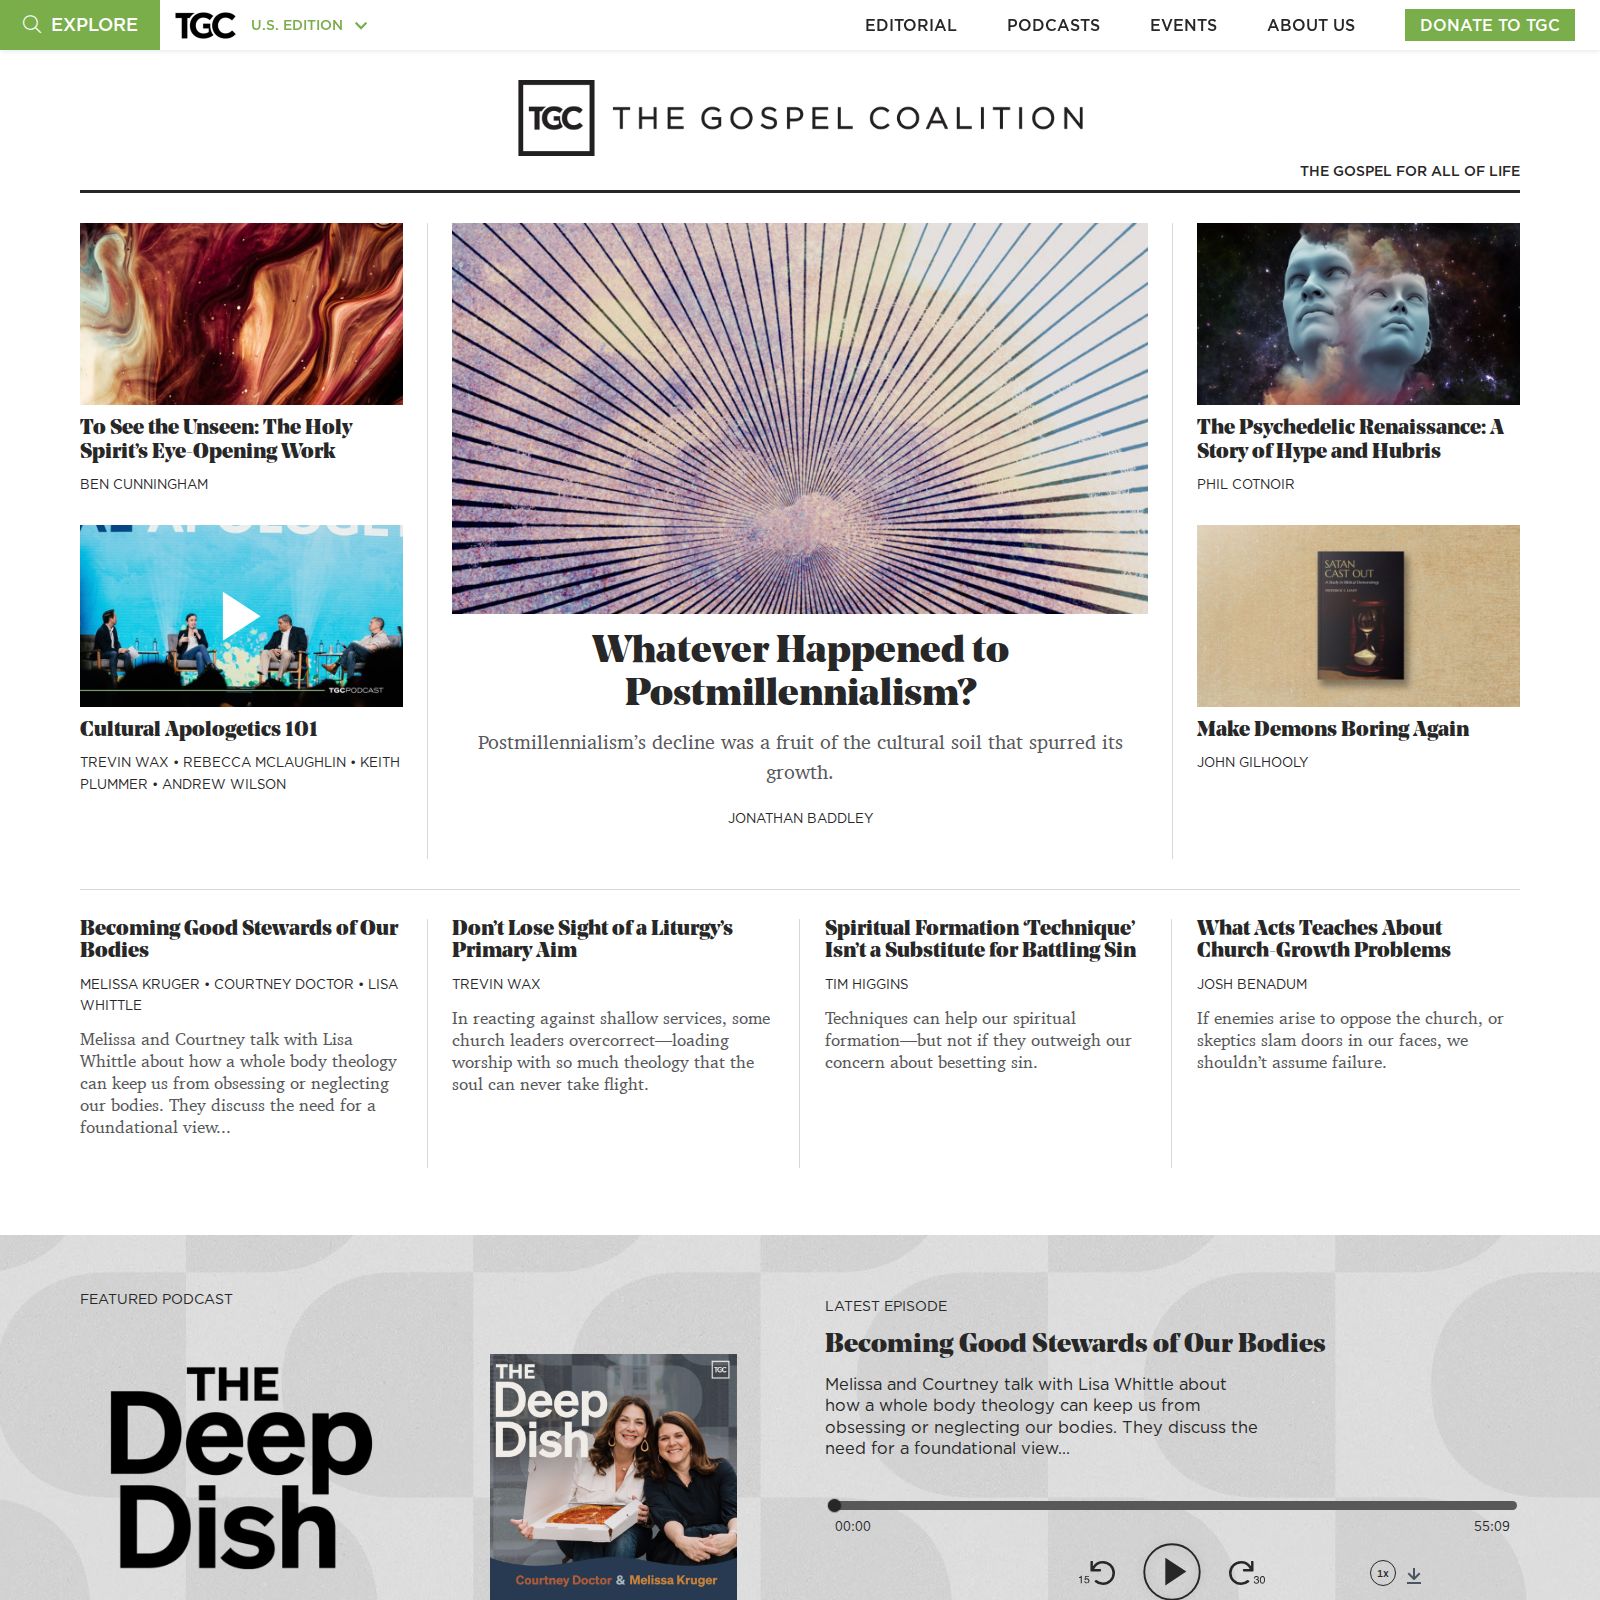 EXPLORE
TGC
U.S. EDITION
EDITORIAL
PODCASTS
EVENTS
ABOUT US
DONATE TO TGC
TGC THE GOSPEL COALITION
THE GOSPEL FOR ALL OF LIFE
To See the Unseen: The Holy
Spirit’s Eye-Opening Work
BEN CUNNINGHAM
TGCPODCAST
Cultural Apologetics 101
TREVIN WAX • REBECCA MCLAUGHLIN • KEITH
PLUMMER • ANDREW WILSON
Whatever Happened to
Postmillennialism?
Postmillennialism’s decline was a fruit of the cultural soil that spurred its
growth.
JONATHAN BADDLEY
The Psychedelic Renaissance: A
Story of Hype and Hubris
PHIL COTNOIR
SATAN
CAST OUT
Make Demons Boring Again
JOHN GILHOOLY
Becoming Good Stewards of Our
Bodies
MELISSA KRUGER • COURTNEY DOCTOR • LISA
WHITTLE
Melissa and Courtney talk with Lisa
Whittle about how a whole body theology
can keep us from obsessing or neglecting
our bodies. They discuss the need for a
foundational view...
Don’t Lose Sight of a Liturgy’s
Primary Aim
TREVIN WAX
In reacting against shallow services, some
church leaders overcorrect—loading
worship with so much theology that the
soul can never take flight.
Spiritual Formation ‘Technique’
Isn’t a Substitute for Battling Sin
TIM HIGGINS
Techniques can help our spiritual
formation—but not if they outweigh our
concern about besetting sin.
What Acts Teaches About
Church-Growth Problems
JOSH BENADUM
If enemies arise to oppose the church, or
skeptics slam doors in our faces, we
shouldn’t assume failure.
FEATURED PODCAST
THE
Deep
Dish
THE
TGC
Deep
Dish
Courtney Doctor & Melissa Kruger
LATEST EPISODE
Becoming Good Stewards of Our Bodies
Melissa and Courtney talk with Lisa Whittle about
how a whole body theology can keep us from
obsessing or neglecting our bodies. They discuss the
need for a foundational view...
00:00
55:09
15
30
1x